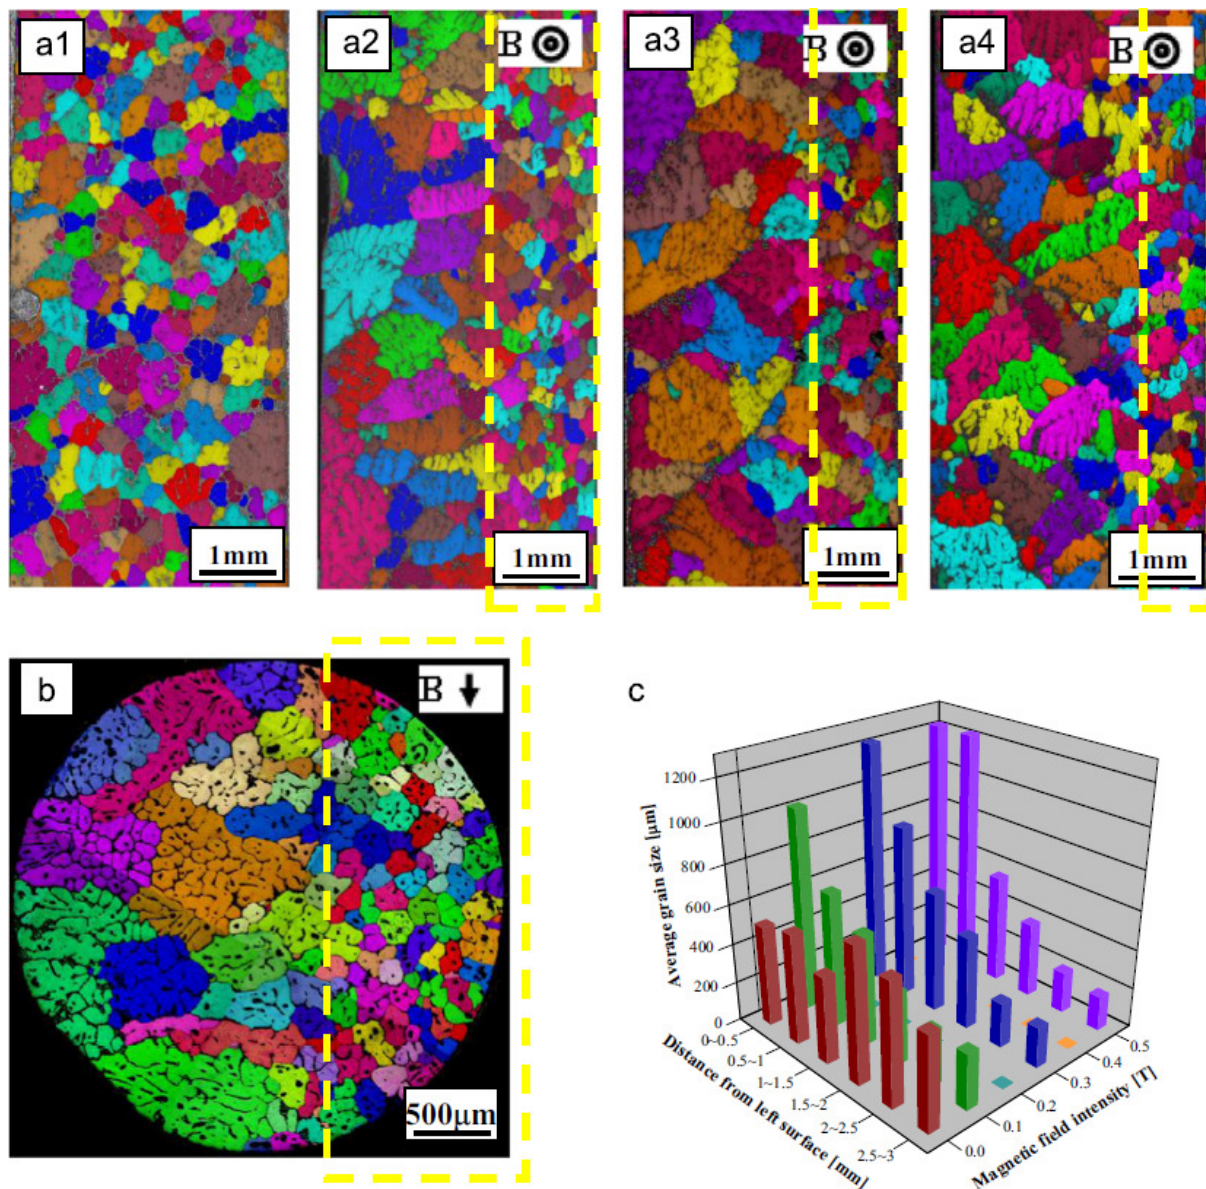 a1
a2
B
a3
B
a4
B
1mm
1mm
1mm
1mm
b
B
500μm
c
Average grain size [μm]
1200
1000
800
600
400
200
0
0~0.5
0.5~1
1~1.5
1.5~2
2~2.5
2.5~3
Distance from left surface [mm]
0.0
0.1
0.2
0.3
0.4
0.5
Magnetic field intensity [T]